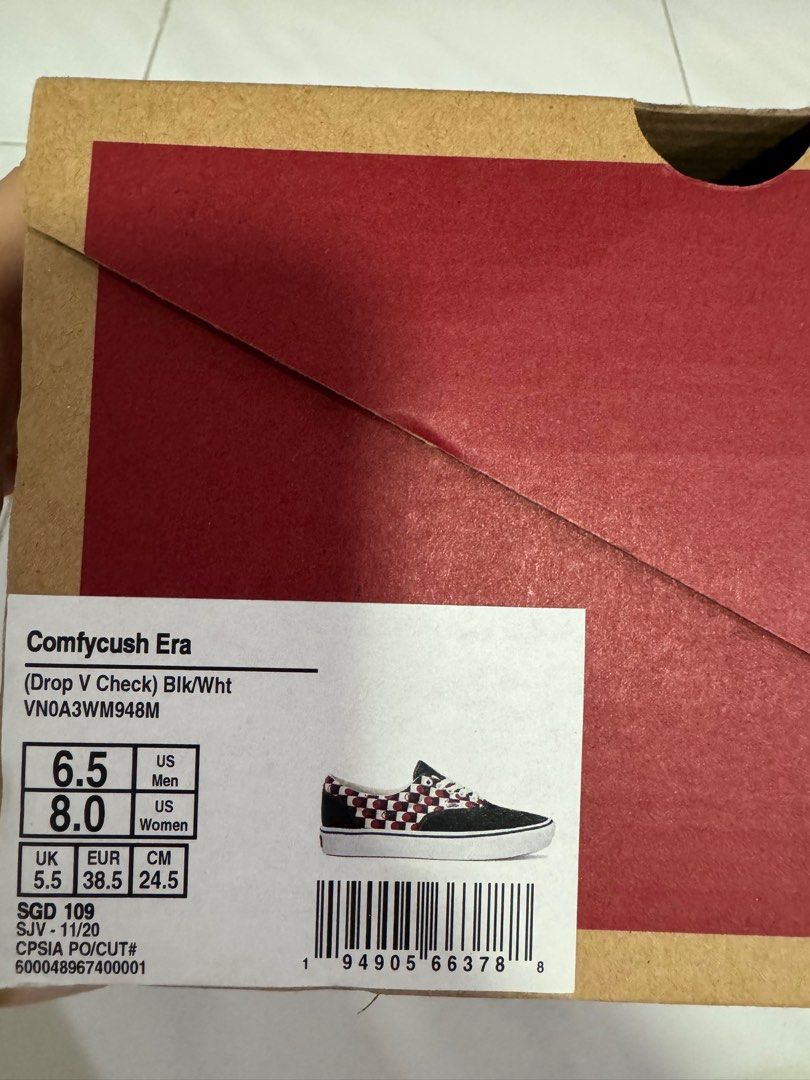 Comfycush Era
(Drop V Check) Blk/Wht
VN0A3WM948M
6.5 US Men
8.0 US Women
UK EUR CM
5.5 38.5 24.5
SGD 109
SJV - 11/20
CPSIA PO/CUT#
600048967400001
1 94905 66378 8